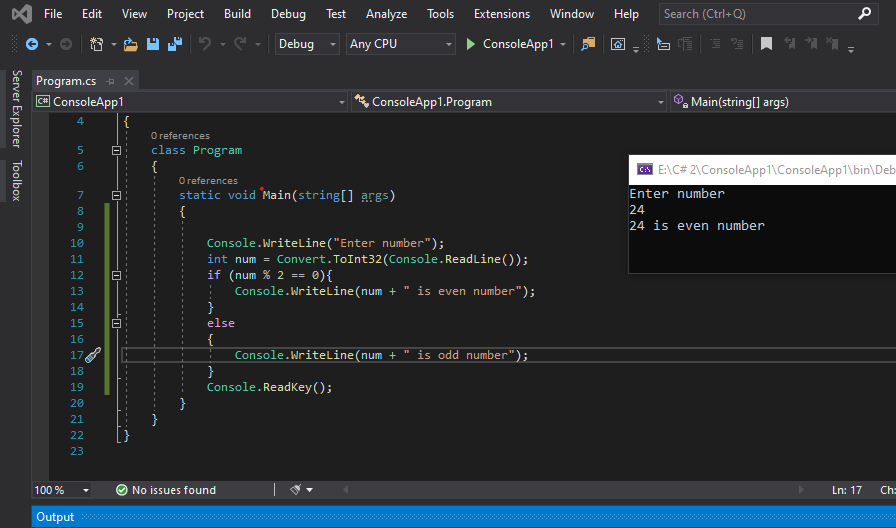 File Edit View Project Build Debug Test Analyze Tools Extensions Window Help Search (Ctrl+Q)
Debug Any CPU ConsoleApp1
Server Explorer
Toolbox
Program.cs
C# ConsoleApp1 ConsoleApp1.Program Main(string[] args)
4 {
0 references
5 class Program
6 {
0 references
7 static void Main(string[] args)
8 {
9
10 Console.WriteLine("Enter number");
11 int num = Convert.ToInt32(Console.ReadLine());
12 if (num % 2 == 0){
13 Console.WriteLine(num + " is even number");
14 }
15 else
16 {
17 Console.WriteLine(num + " is odd number");
18 }
19 Console.ReadKey();
20 }
21 }
22 }
23
E:\C# 2\ConsoleApp1\ConsoleApp1\bin\Deb
Enter number
24
24 is even number
100 % No issues found Ln: 17 Ch:
Output